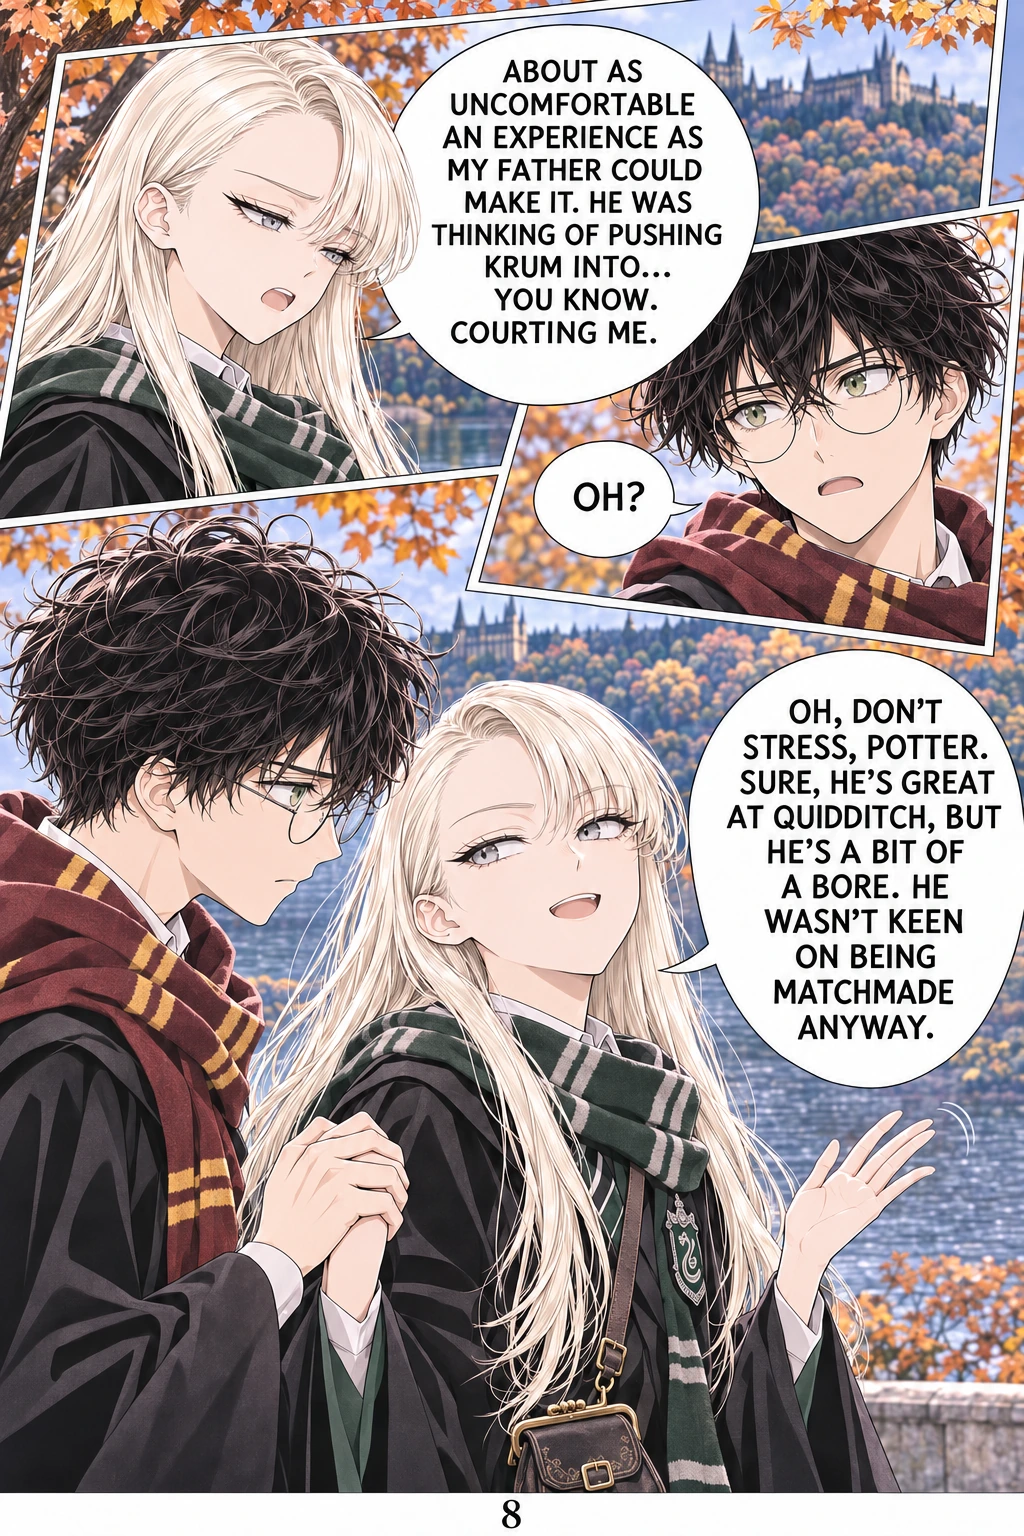 ABOUT AS
UNCOMFORTABLE
AN EXPERIENCE AS
MY FATHER COULD
MAKE IT. HE WAS
THINKING OF PUSHING
KRUM INTO...
YOU KNOW.
COURTING ME.
OH?
OH, DON'T
STRESS, POTTER.
SURE, HE'S GREAT
AT QUIDDITCH, BUT
HE'S A BIT OF
A BORE. HE
WASN'T KEEN
ON BEING
MATCHMADE
ANYWAY.
8